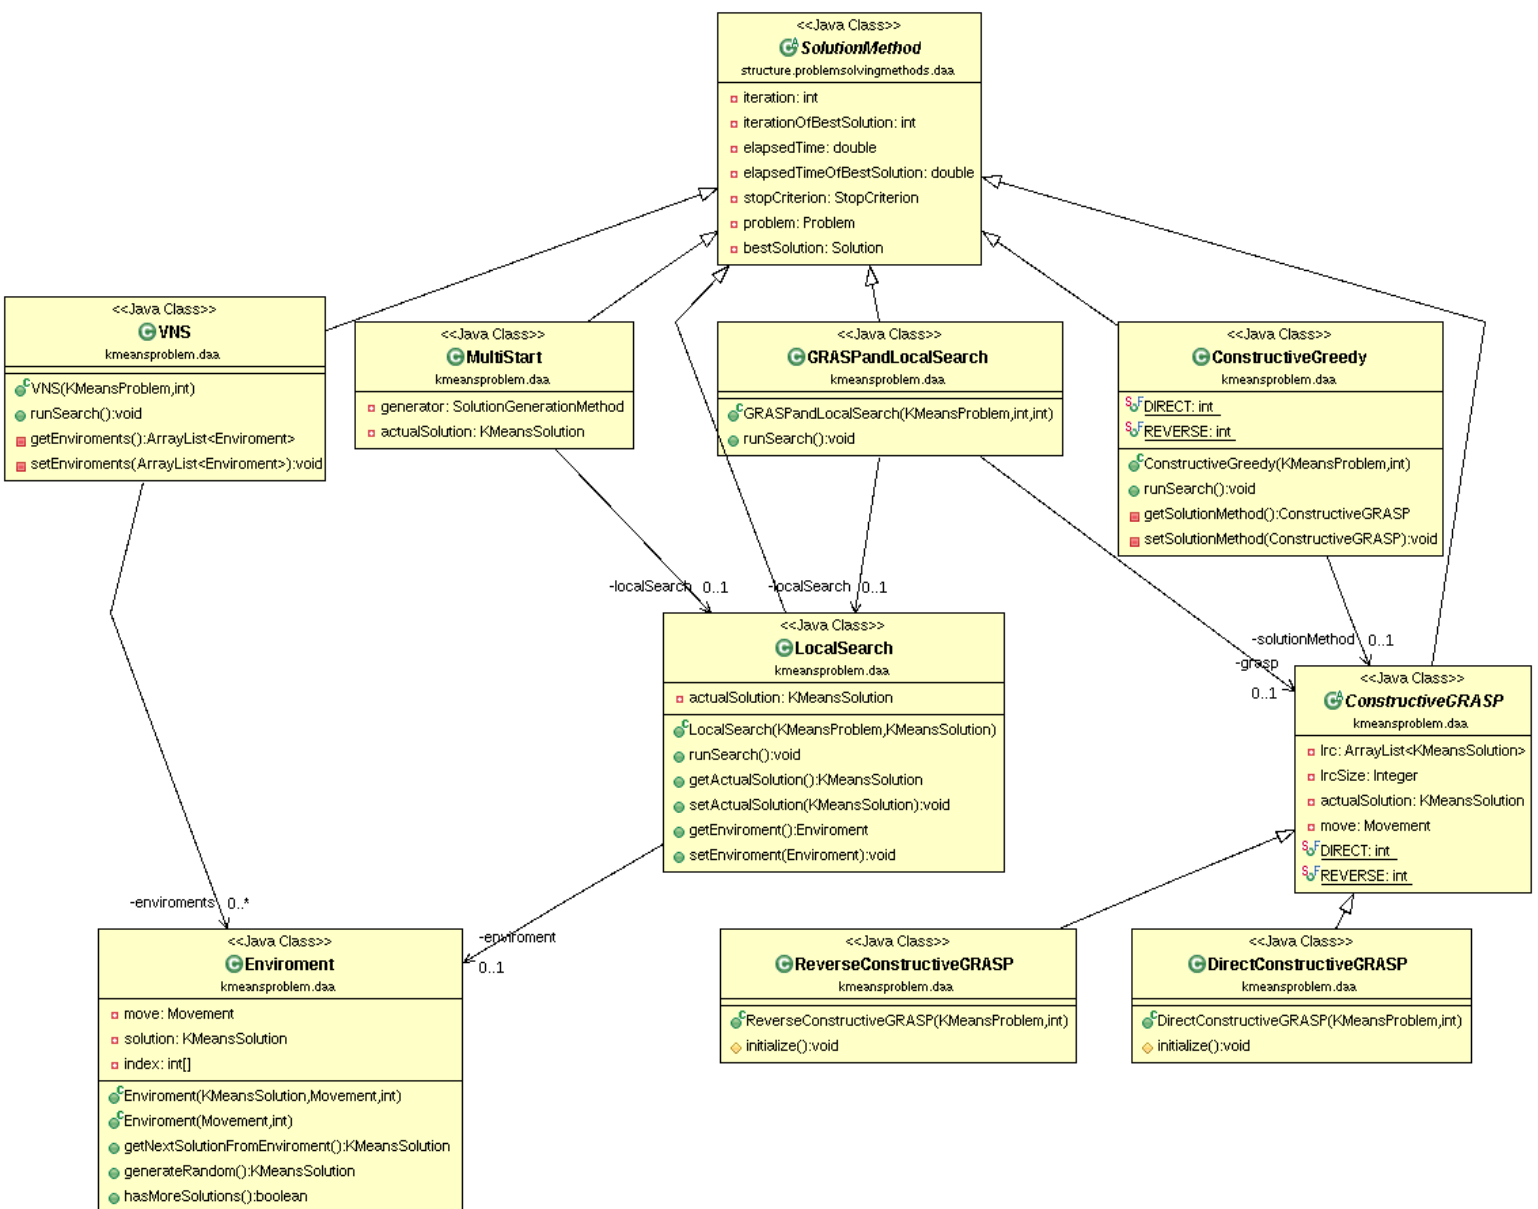 <<Java Class>>
SolutionMethod
structure.problemsolvingmethods.daa
iteration: int
iterationOfBestSolution: int
elapsedTime: double
elapsedTimeOfBestSolution: double
stopCriterion: StopCriterion
problem: Problem
bestSolution: Solution
<<Java Class>>
VNS
kmeansproblem.daa
VNS(KMeansProblem,int)
runSearch():void
getEnviroments():ArrayList<Enviroment>
setEnviroments(ArrayList<Enviroment>):void
<<Java Class>>
MultiStart
kmeansproblem.daa
generator: SolutionGenerationMethod
actualSolution: KMeansSolution
<<Java Class>>
GRASPandLocalSearch
kmeansproblem.daa
GRASPandLocalSearch(KMeansProblem,int,int)
runSearch():void
<<Java Class>>
ConstructiveGreedy
kmeansproblem.daa
DIRECT: int
REVERSE: int
ConstructiveGreedy(KMeansProblem,int)
runSearch():void
getSolutionMethod():ConstructiveGRASP
setSolutionMethod(ConstructiveGRASP):void
-localSearch 0..1
-localSearch 0..1
-solutionMethod 0..1
-grasp
0..1
<<Java Class>>
LocalSearch
kmeansproblem.daa
actualSolution: KMeansSolution
LocalSearch(KMeansProblem,KMeansSolution)
runSearch():void
getActualSolution():KMeansSolution
setActualSolution(KMeansSolution):void
getEnviroment():Enviroment
setEnviroment(Enviroment):void
<<Java Class>>
ConstructiveGRASP
kmeansproblem.daa
lrc: ArrayList<KMeansSolution>
lrcSize: Integer
actualSolution: KMeansSolution
move: Movement
DIRECT: int
REVERSE: int
-enviroments 0..*
-enviroment
0..1
<<Java Class>>
Enviroment
kmeansproblem.daa
move: Movement
solution: KMeansSolution
index: int[]
Enviroment(KMeansSolution,Movement,int)
Enviroment(Movement,int)
getNextSolutionFromEnviroment():KMeansSolution
generateRandom():KMeansSolution
hasMoreSolutions():boolean
<<Java Class>>
ReverseConstructiveGRASP
kmeansproblem.daa
ReverseConstructiveGRASP(KMeansProblem,int)
initialize():void
<<Java Class>>
DirectConstructiveGRASP
kmeansproblem.daa
DirectConstructiveGRASP(KMeansProblem,int)
initialize():void